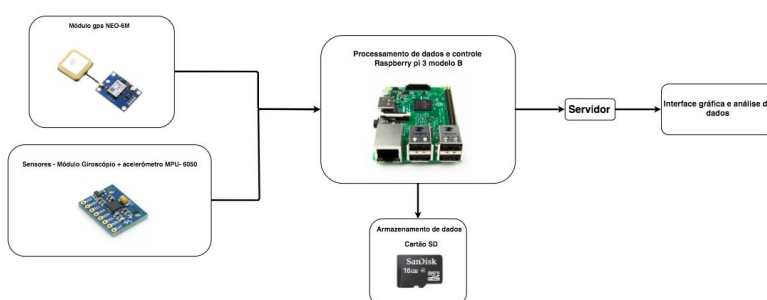 Módulo gps NEO-6M
Sensores - Módulo Giroscópio + acelerômetro MPU- 6050
Processamento de dados e controle
Raspberry pi 3 modelo B
Servidor
Interface gráfica e análise d
dados
Armazenamento de dados
Cartão SD
SanDisk
16GB